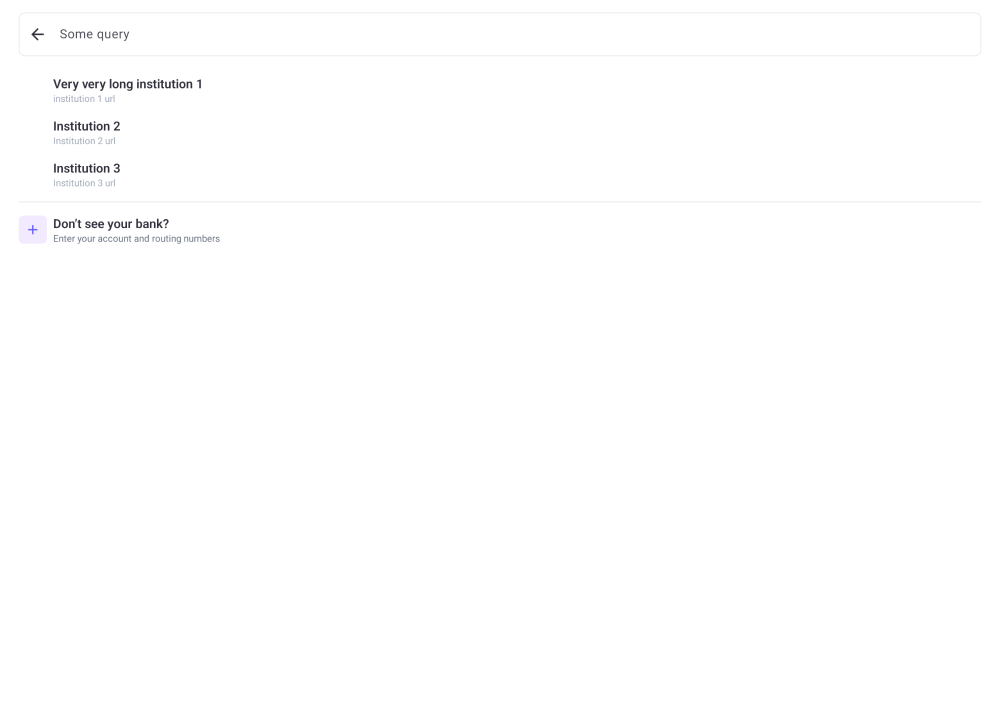 Some query
Very very long institution 1
institution 1 url
Institution 2
Institution 2 url
Institution 3
Institution 3 url
Don’t see your bank?
Enter your account and routing numbers